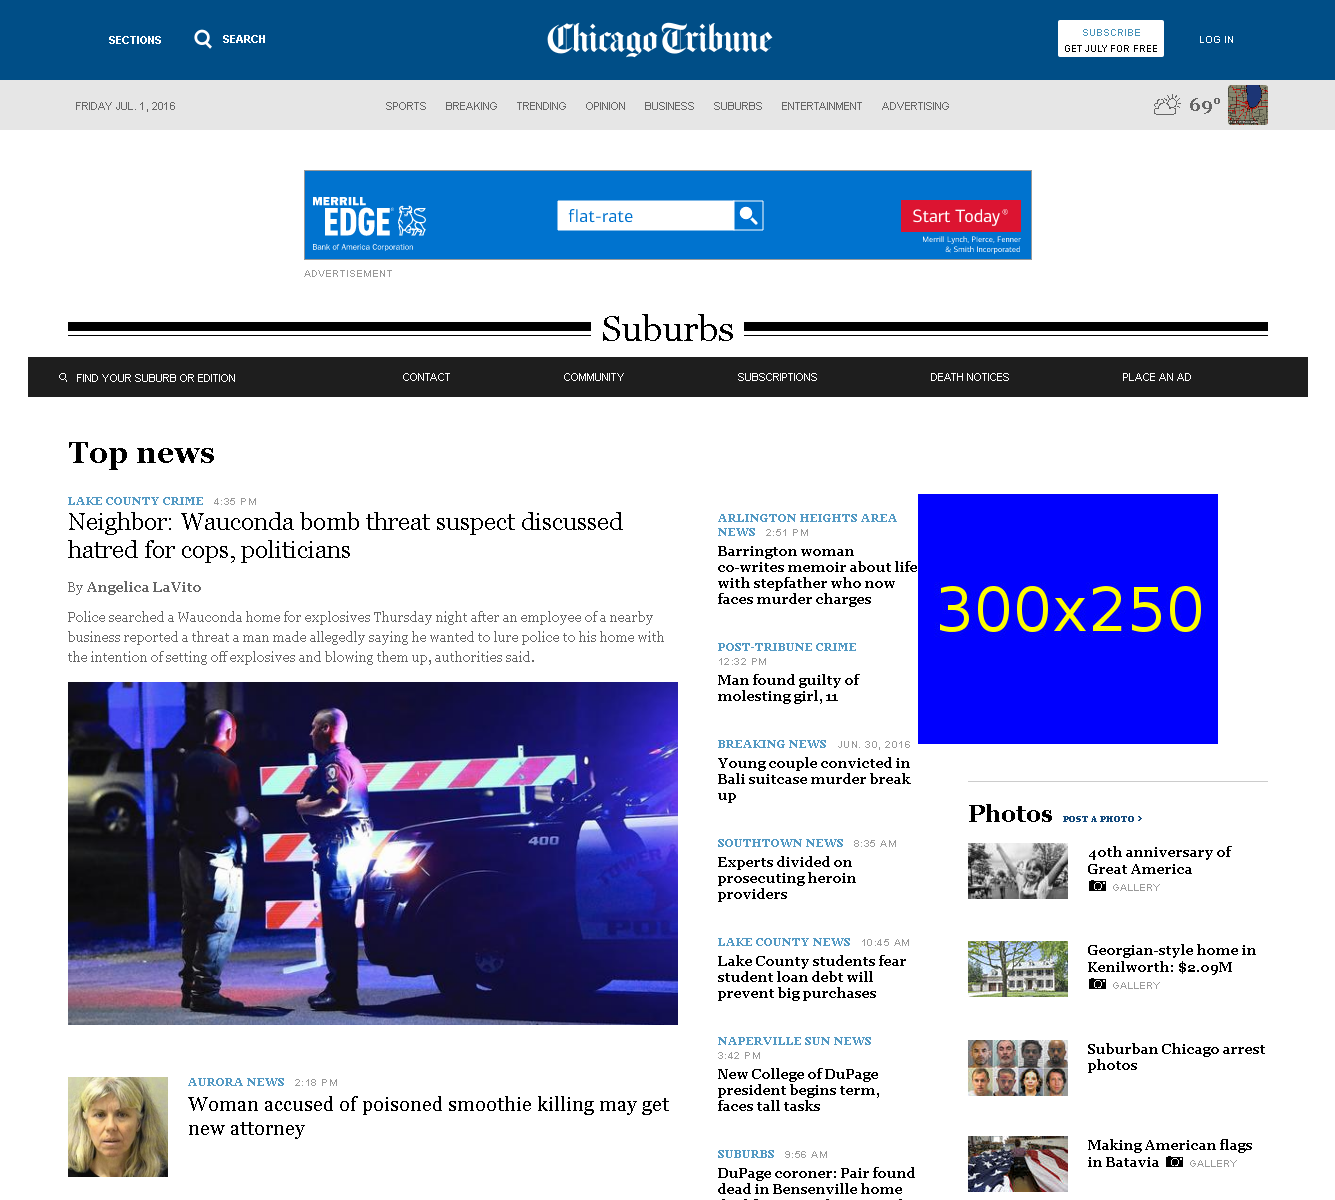 SECTIONS
SEARCH
Chicago Tribune
SUBSCRIBE
GET JULY FOR FREE
LOG IN
FRIDAY JUL. 1, 2016
SPORTS BREAKING TRENDING OPINION BUSINESS SUBURBS ENTERTAINMENT ADVERTISING
69°
MERRILL
EDGE
Bank of America Corporation
flat-rate
Start Today®
Merrill Lynch, Pierce, Fenner
& Smith Incorporated
ADVERTISEMENT
Suburbs
FIND YOUR SUBURB OR EDITION CONTACT COMMUNITY SUBSCRIPTIONS DEATH NOTICES PLACE AN AD
Top news
LAKE COUNTY CRIME 4:35 PM
Neighbor: Wauconda bomb threat suspect discussed
hatred for cops, politicians
By Angelica LaVito
Police searched a Wauconda home for explosives Thursday night after an employee of a nearby
business reported a threat a man made allegedly saying he wanted to lure police to his home with
the intention of setting off explosives and blowing them up, authorities said.
400
TOWER
POLI
AURORA NEWS 2:18 PM
Woman accused of poisoned smoothie killing may get
new attorney
ARLINGTON HEIGHTS AREA
NEWS 2:51 PM
Barrington woman
co-writes memoir about life
with stepfather who now
faces murder charges
POST-TRIBUNE CRIME
12:32 PM
Man found guilty of
molesting girl, 11
BREAKING NEWS JUN. 30, 2016
Young couple convicted in
Bali suitcase murder break
up
SOUTHTOWN NEWS 8:35 AM
Experts divided on
prosecuting heroin
providers
LAKE COUNTY NEWS 10:45 AM
Lake County students fear
student loan debt will
prevent big purchases
NAPERVILLE SUN NEWS
3:42 PM
New College of DuPage
president begins term,
faces tall tasks
SUBURBS 9:56 AM
DuPage coroner: Pair found
dead in Bensenville home
300x250
Photos POST A PHOTO >
40th anniversary of
Great America
GALLERY
Georgian-style home in
Kenilworth: $2.09M
GALLERY
Suburban Chicago arrest
photos
Making American flags
in Batavia GALLERY